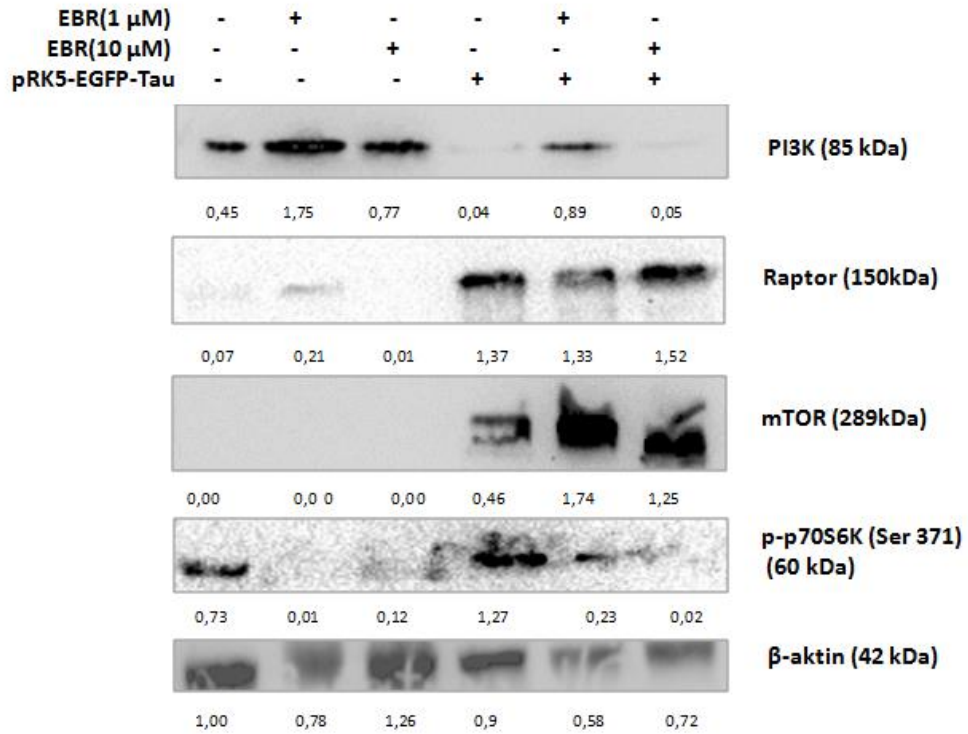 EBR(1 µM) - + - - + -
EBR(10 µM) - - + - - +
pRK5-EGFP-Tau - - - + + +
PI3K (85 kDa)
0,45 1,75 0,77 0,04 0,89 0,05
Raptor (150kDa)
0,07 0,21 0,01 1,37 1,33 1,52
mTOR (289kDa)
0,00 0,0 0 0,00 0,46 1,74 1,25
p-p70S6K (Ser 371)
(60 kDa)
0,73 0,01 0,12 1,27 0,23 0,02
β-aktin (42 kDa)
1,00 0,78 1,26 0,9 0,58 0,72